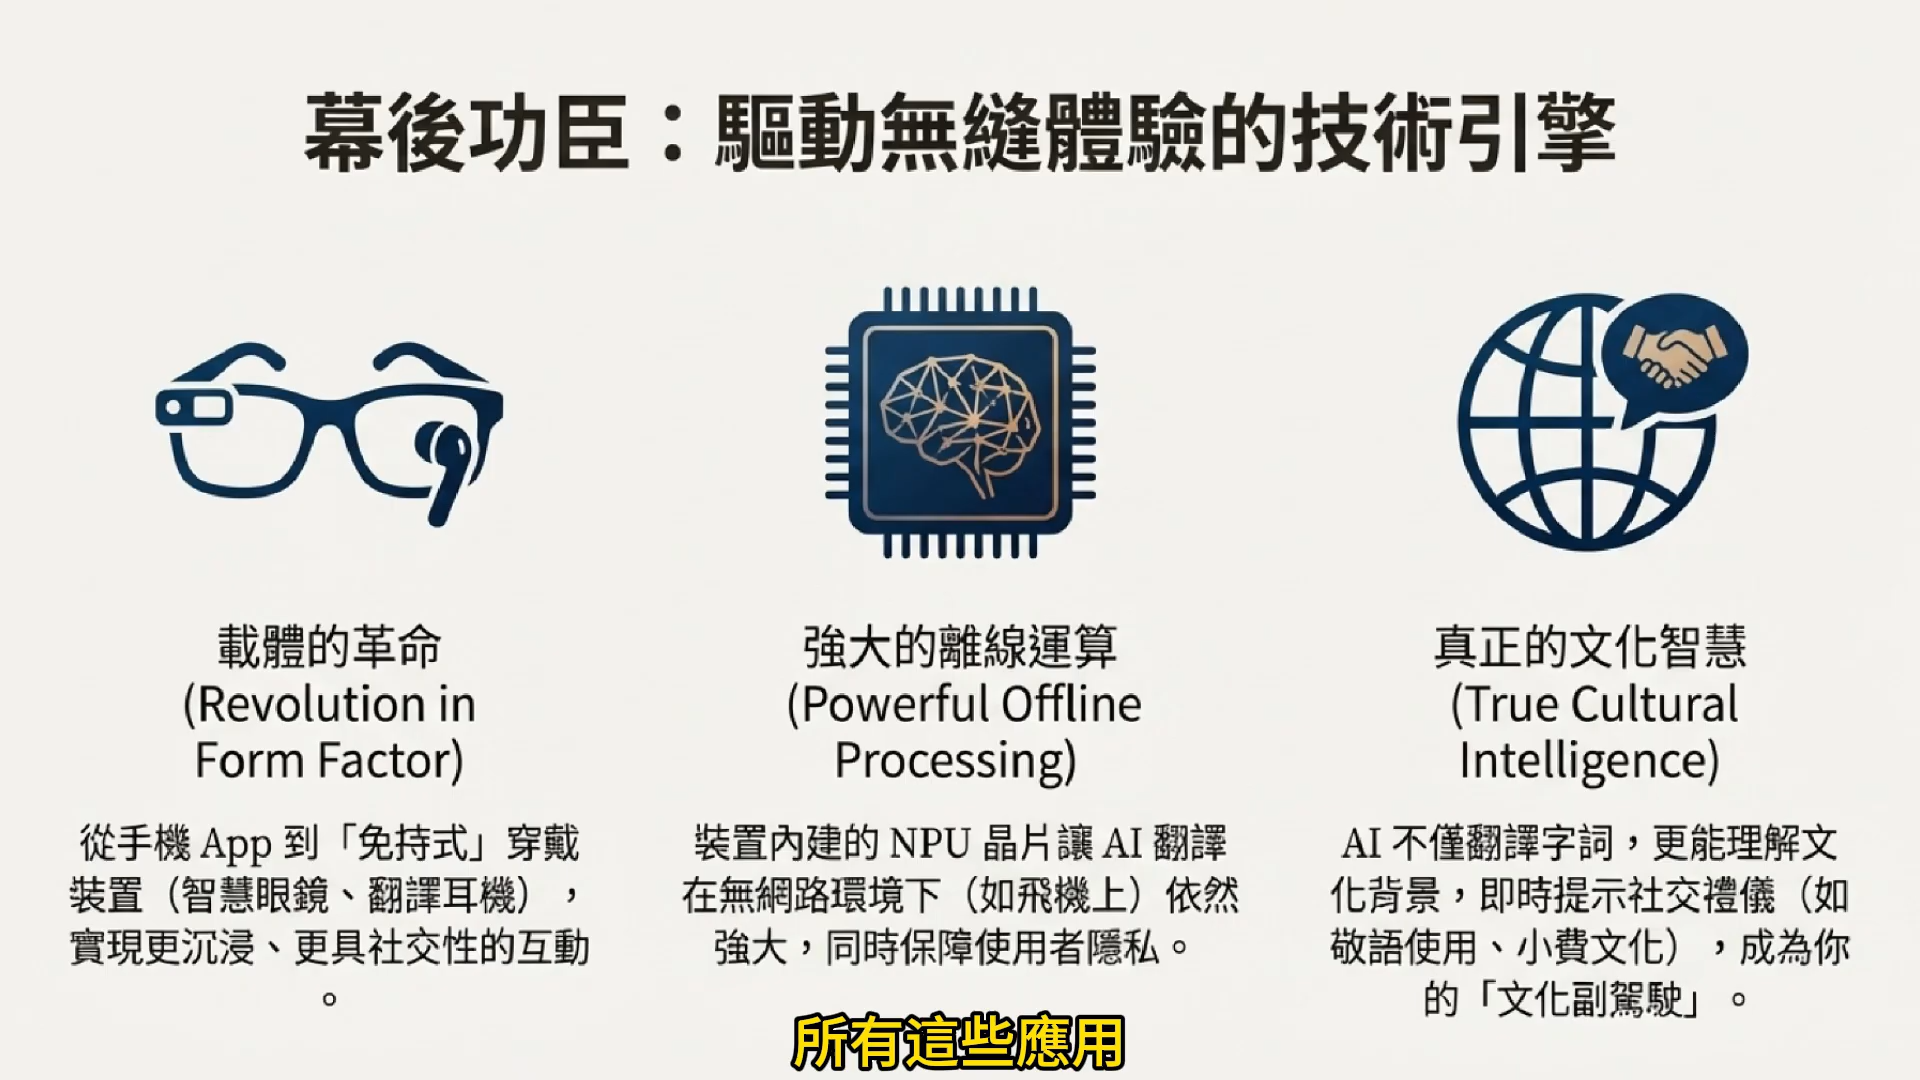 幕後功臣：驅動無縫體驗的技術引擎
載體的革命
(Revolution in
Form Factor)
從手機 App 到「免持式」穿戴
裝置（智慧眼鏡、翻譯耳機），
實現更沉浸、更具社交性的互動
。
強大的離線運算
(Powerful Offline
Processing)
裝置內建的 NPU 晶片讓 AI 翻譯
在無網路環境下（如飛機上）依然
強大，同時保障使用者隱私。
真正的文化智慧
(True Cultural
Intelligence)
AI 不僅翻譯字詞，更能理解文
化背景，即時提示社交禮儀（如
敬語使用、小費文化），成為你
的「文化副駕駛」。
所有這些應用